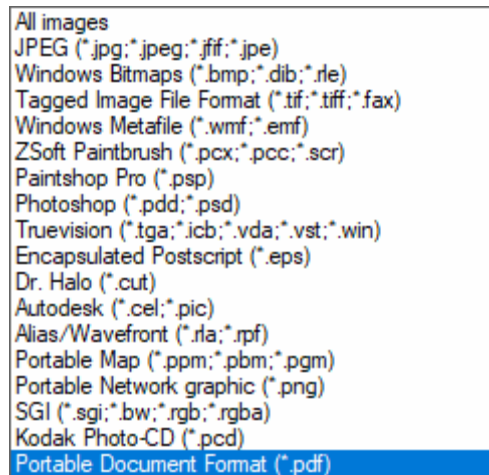 All images
JPEG (*.jpg;*.jpeg;*.jfif;*.jpe)
Windows Bitmaps (*.bmp;*.dib;*.rle)
Tagged Image File Format (*.tif;*.tiff;*.fax)
Windows Metafile (*.wmf;*.emf)
ZSoft Paintbrush (*.pcx;*.pcc;*.scr)
Paintshop Pro (*.psp)
Photoshop (*.pdd;*.psd)
Truevision (*.tga;*.icb;*.vda;*.vst;*.win)
Encapsulated Postscript (*.eps)
Dr. Halo (*.cut)
Autodesk (*.cel;*.pic)
Alias/Wavefront (*.rla;*.rpf)
Portable Map (*.ppm;*.pbm;*.pgm)
Portable Network graphic (*.png)
SGI (*.sgi;*.bw;*.rgb;*.rgba)
Kodak Photo-CD (*.pcd)
Portable Document Format (*.pdf)